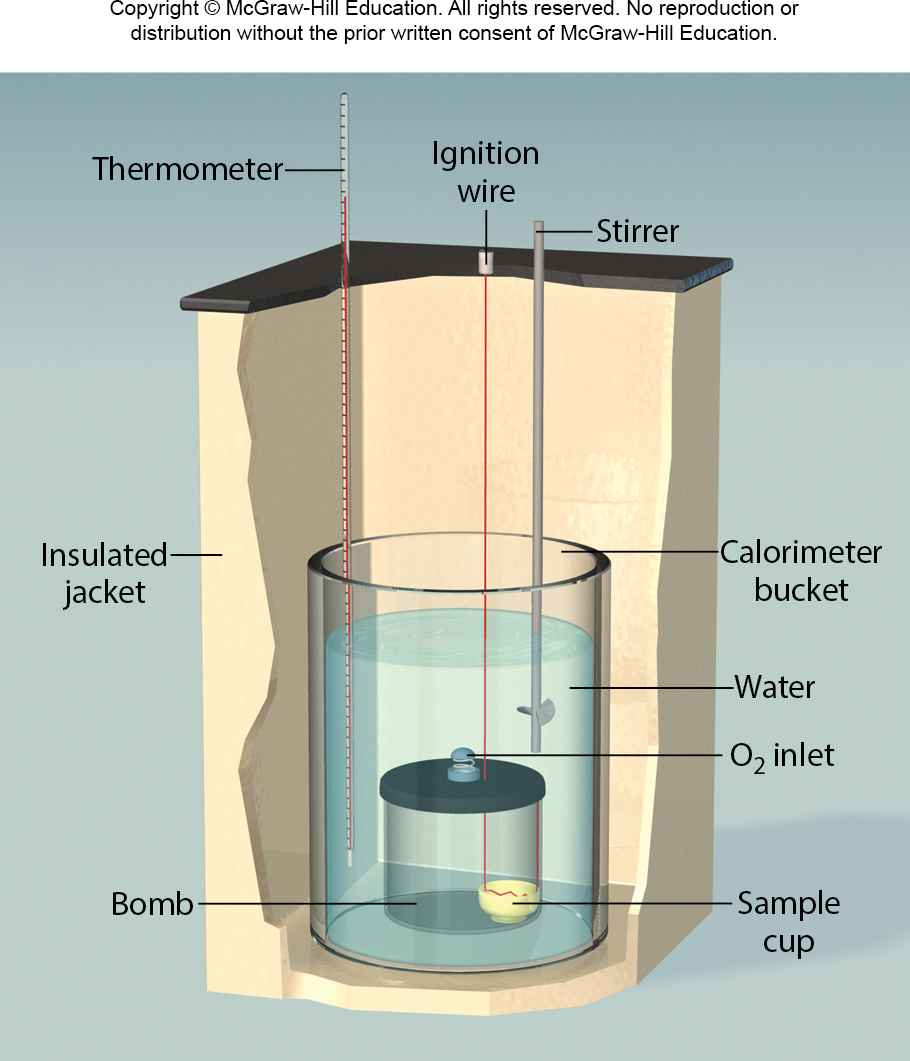 Copyright © McGraw-Hill Education. All rights reserved. No reproduction or
distribution without the prior written consent of McGraw-Hill Education.
Thermometer
Ignition
wire
Stirrer
Insulated
jacket
Calorimeter
bucket
Water
O₂ inlet
Bomb
Sample
cup